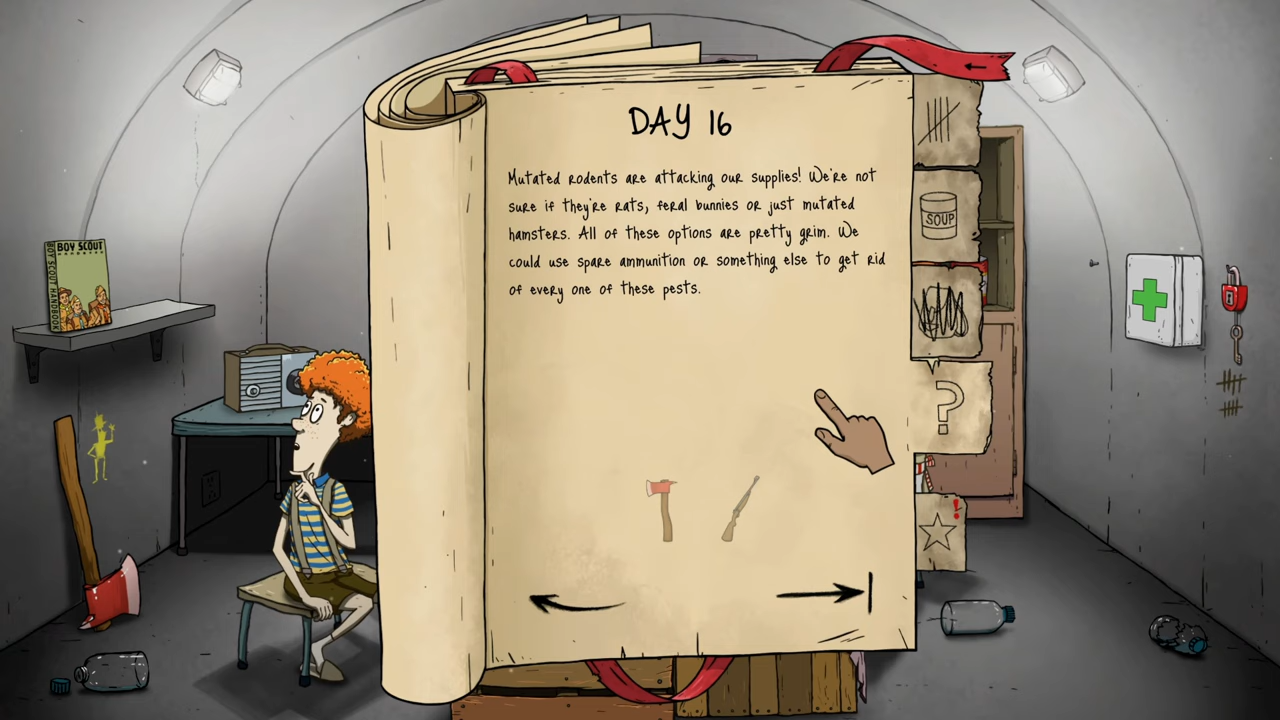 DAY 16
Mutated rodents are attacking our supplies! We're not
sure if they're rats, feral bunnies or just mutated
hamsters. All of these options are pretty grim. We
could use spare ammunition or something else to get rid
of every one of these pests.
SOUP
?
!
BOY SCOUT
HANDBOOK
BOY SCOUT HANDBOOK